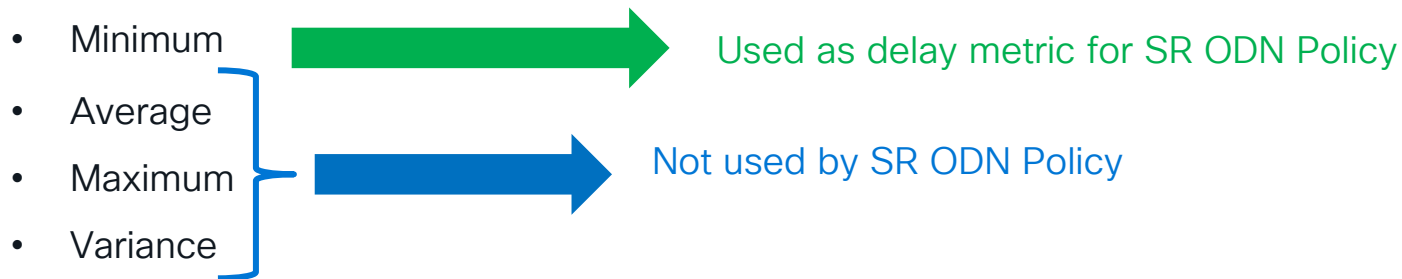 • Minimum
Used as delay metric for SR ODN Policy
• Average
• Maximum
Not used by SR ODN Policy
• Variance